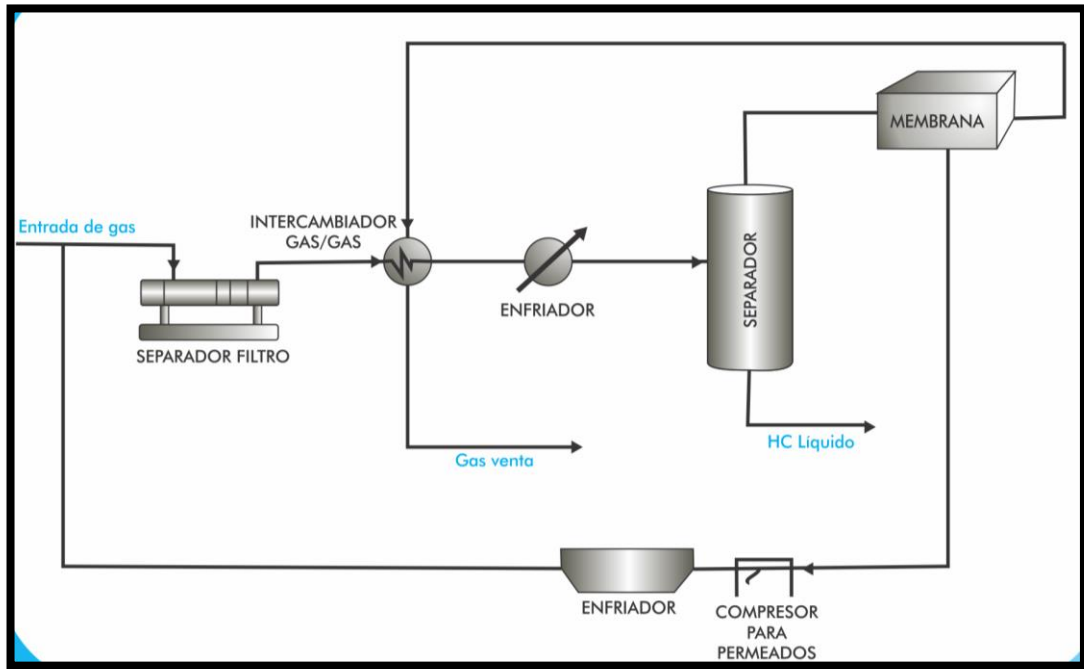 MEMBRANA
Entrada de gas
INTERCAMBIADOR
GAS/GAS
ENFRIADOR
SEPARADOR
SEPARADOR FILTRO
HC Líquido
Gas venta
ENFRIADOR
COMPRESOR
PARA
PERMEADOS